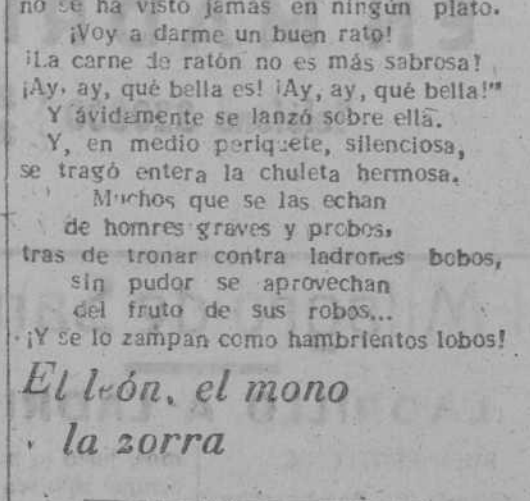 no se ha visto jamás en ningún plato.
¡Voy a darme un buen rato!
¡La carne de ratón no es más sabrosa!
¡Ay, ay, qué bella es! ¡Ay, ay, qué bella!"
Y ávidamente se lanzó sobre ella.
Y, en medio periquete, silenciosa,
se tragó entera la chuleta hermosa.
Muchos que se las echan
de homres graves y probos,
tras de tronar contra ladrones bobos,
sin pudor se aprovechan
del fruto de sus robos...
¡Y se lo zampan como hambrientos lobos!
El león, el mono
la zorra